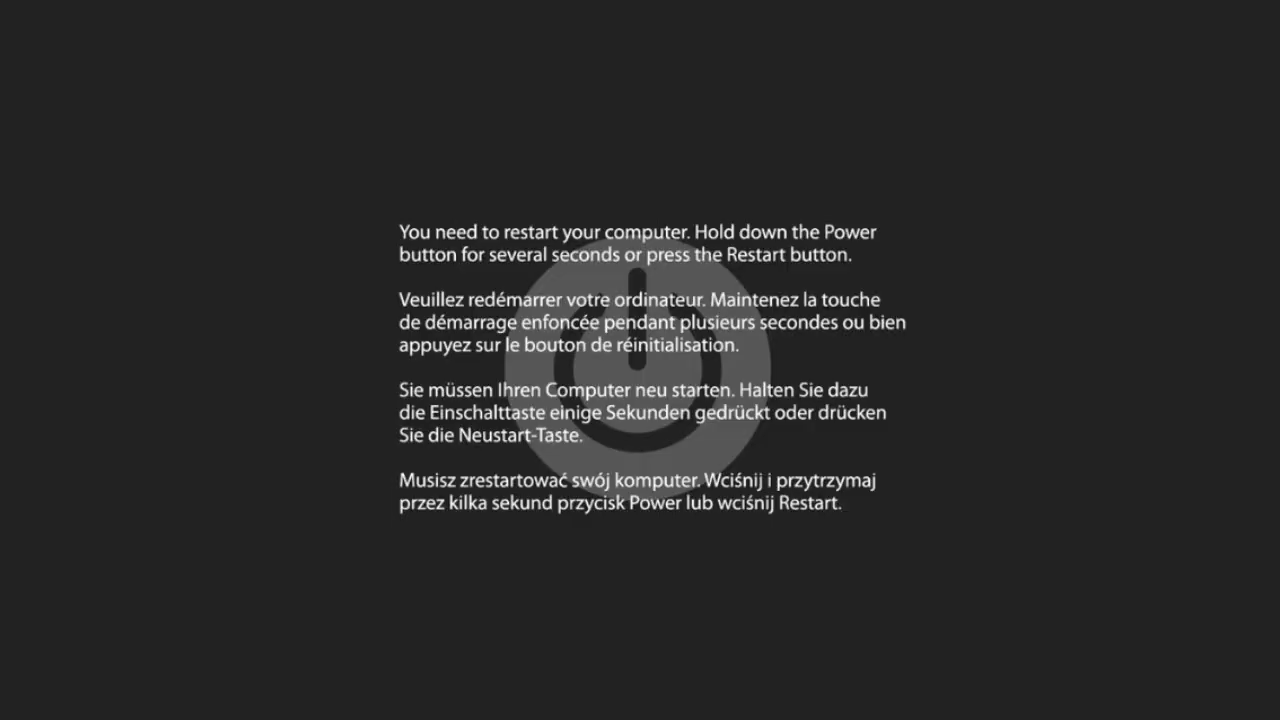 You need to restart your computer. Hold down the Power
button for several seconds or press the Restart button.
Veuillez redémarrer votre ordinateur. Maintenez la touche
de démarrage enfoncée pendant plusieurs secondes ou bien
appuyez sur le bouton de réinitialisation.
Sie müssen Ihren Computer neu starten. Halten Sie dazu
die Einschalttaste einige Sekunden gedrückt oder drücken
Sie die Neustart-Taste.
Musisz zrestartować swój komputer. Wciśnij i przytrzymaj
przez kilka sekund przycisk Power lub wciśnij Restart.